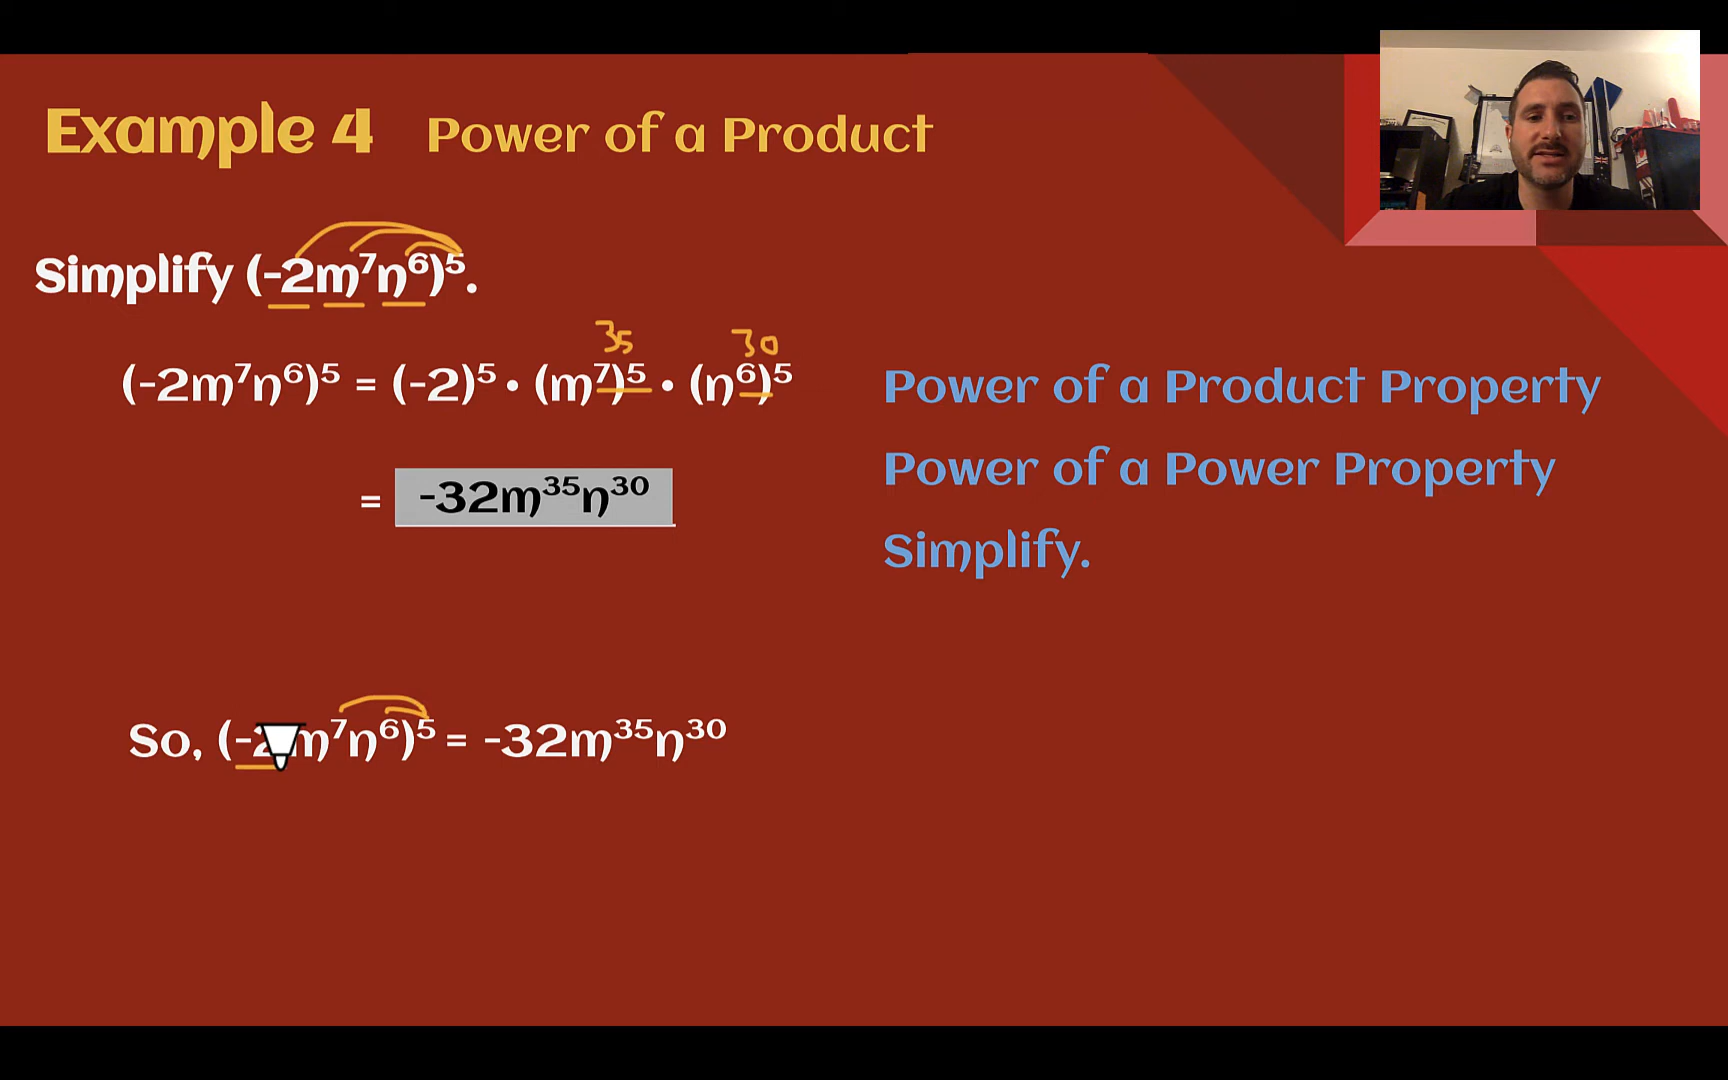 Example 4 Power of a Product
Simplify (-2m⁷n⁶)⁵.
35 30
(-2m⁷n⁶)⁵ = (-2)⁵ • (m⁷)⁵ • (n⁶)⁵ Power of a Product Property
Power of a Power Property
= -32m³⁵n³⁰
Simplify.
So, (-2m⁷n⁶)⁵ = -32m³⁵n³⁰